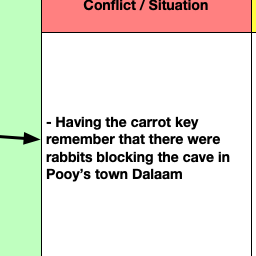 Conflict / Situation
- Having the carrot key
remember that there were
rabbits blocking the cave in
Pooy's town Dalaam